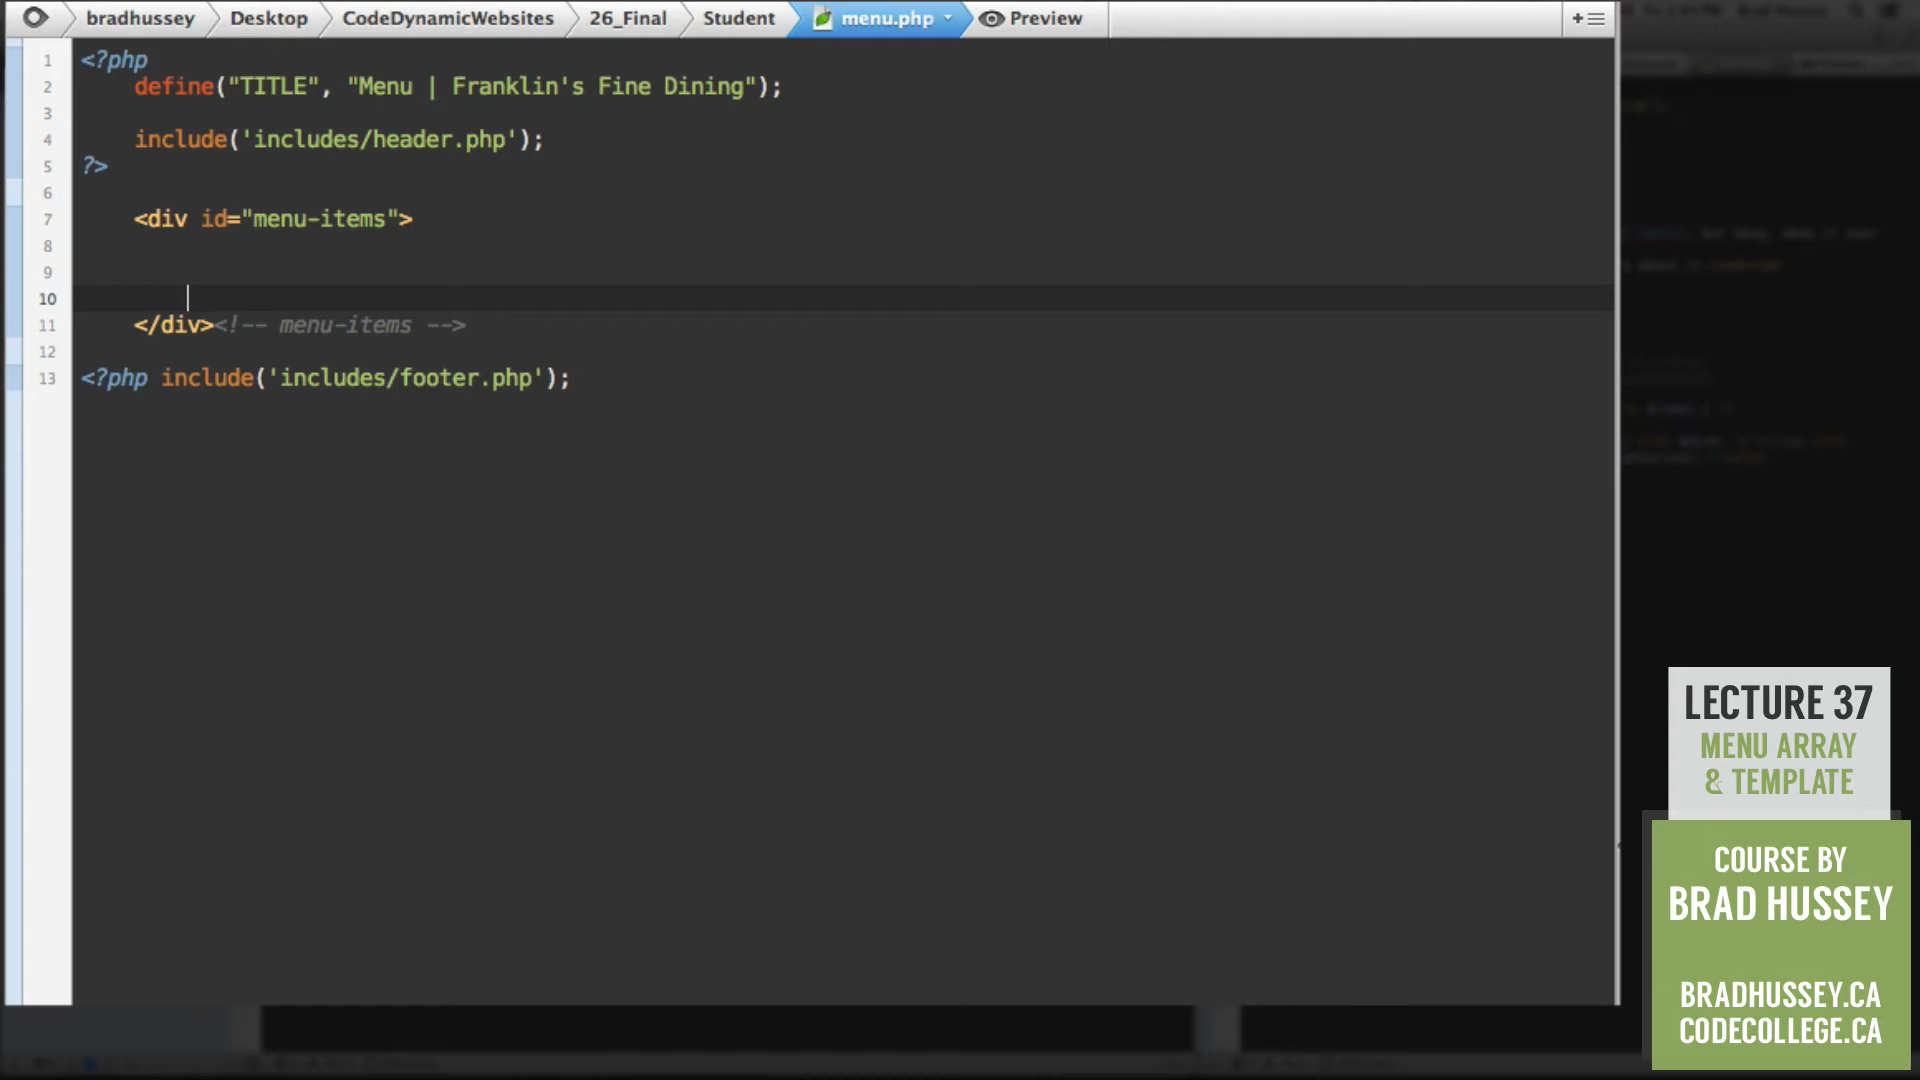 bradhussey Desktop CodeDynamicWebsites 26_Final Student menu.php Preview
1 <?php
2 define("TITLE", "Menu | Franklin's Fine Dining");
3
4 include('includes/header.php');
5 ?>
6
7 <div id="menu-items">
8
9
10
11 </div><!-- menu-items -->
12
13 <?php include('includes/footer.php');
LECTURE 37
MENU ARRAY
& TEMPLATE
COURSE BY
BRAD HUSSEY
BRADHUSSEY.CA
CODECOLLEGE.CA